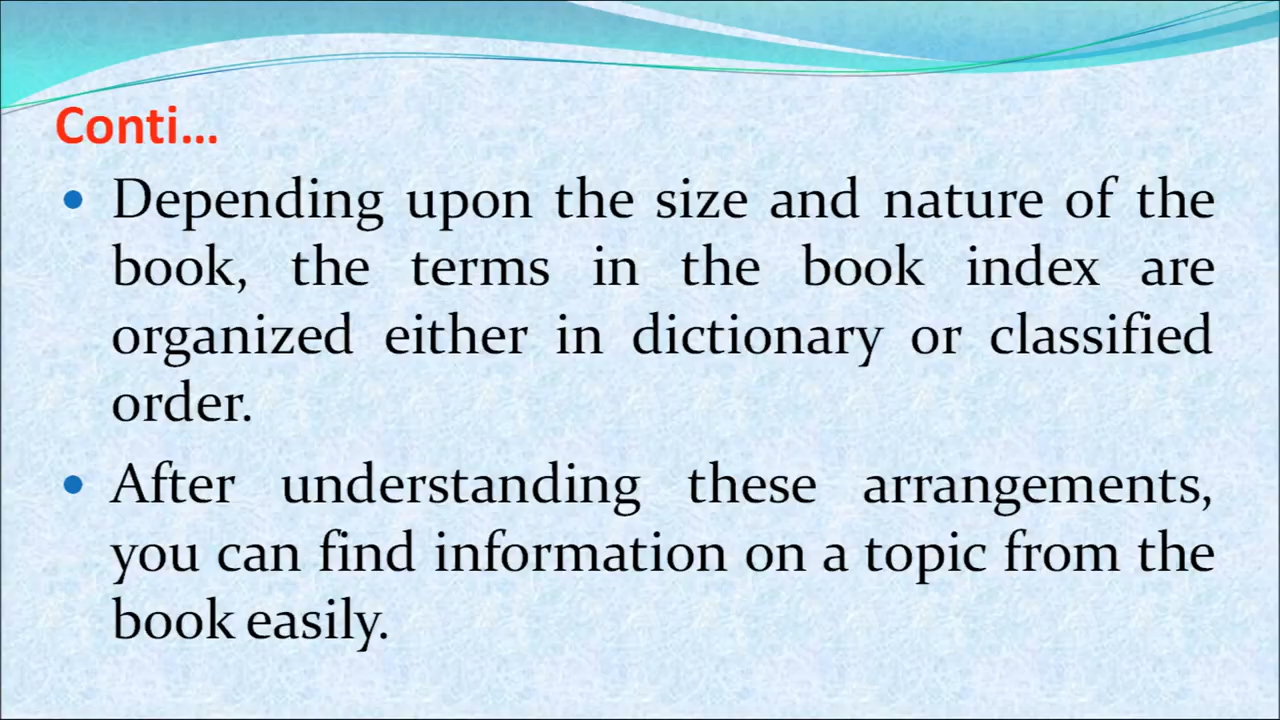 Conti...
• Depending upon the size and nature of the
book, the terms in the book index are
organized either in dictionary or classified
order.
• After understanding these arrangements,
you can find information on a topic from the
book easily.